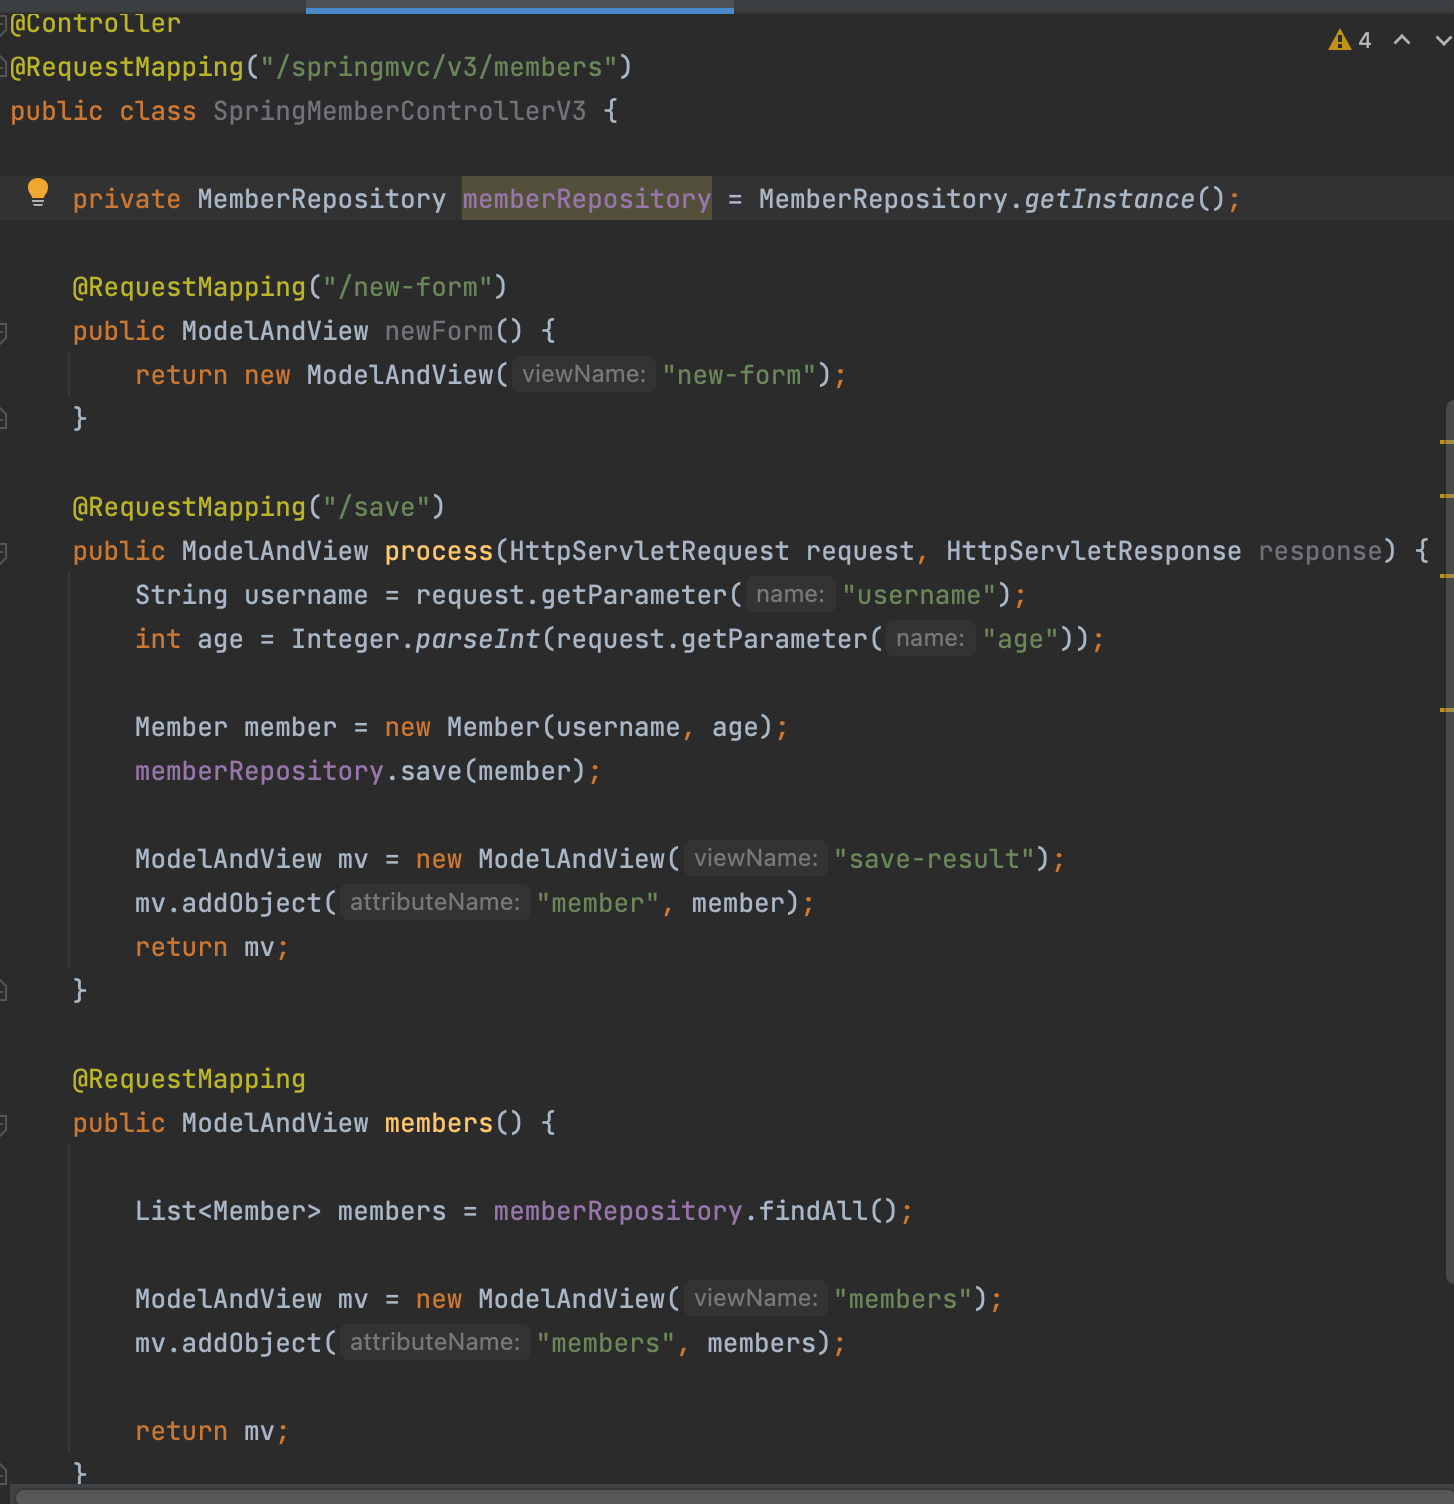 @Controller
4
@RequestMapping("/springmvc/v3/members")
public class SpringMemberControllerV3 {
private MemberRepository memberRepository = MemberRepository.getInstance();
@RequestMapping("/new-form")
public ModelAndView newForm() {
return new ModelAndView( viewName: "new-form");
}
@RequestMapping("/save")
public ModelAndView process(HttpServletRequest request, HttpServletResponse response) {
String username = request.getParameter( name: "username");
int age = Integer.parseInt(request.getParameter( name: "age"));
Member member = new Member(username, age);
memberRepository.save(member);
ModelAndView mv = new ModelAndView( viewName: "save-result");
mv.addObject( attributeName: "member", member);
return mv;
}
@RequestMapping
public ModelAndView members() {
List<Member> members = memberRepository.findAll();
ModelAndView mv = new ModelAndView( viewName: "members");
mv.addObject( attributeName: "members", members);
return mv;
}